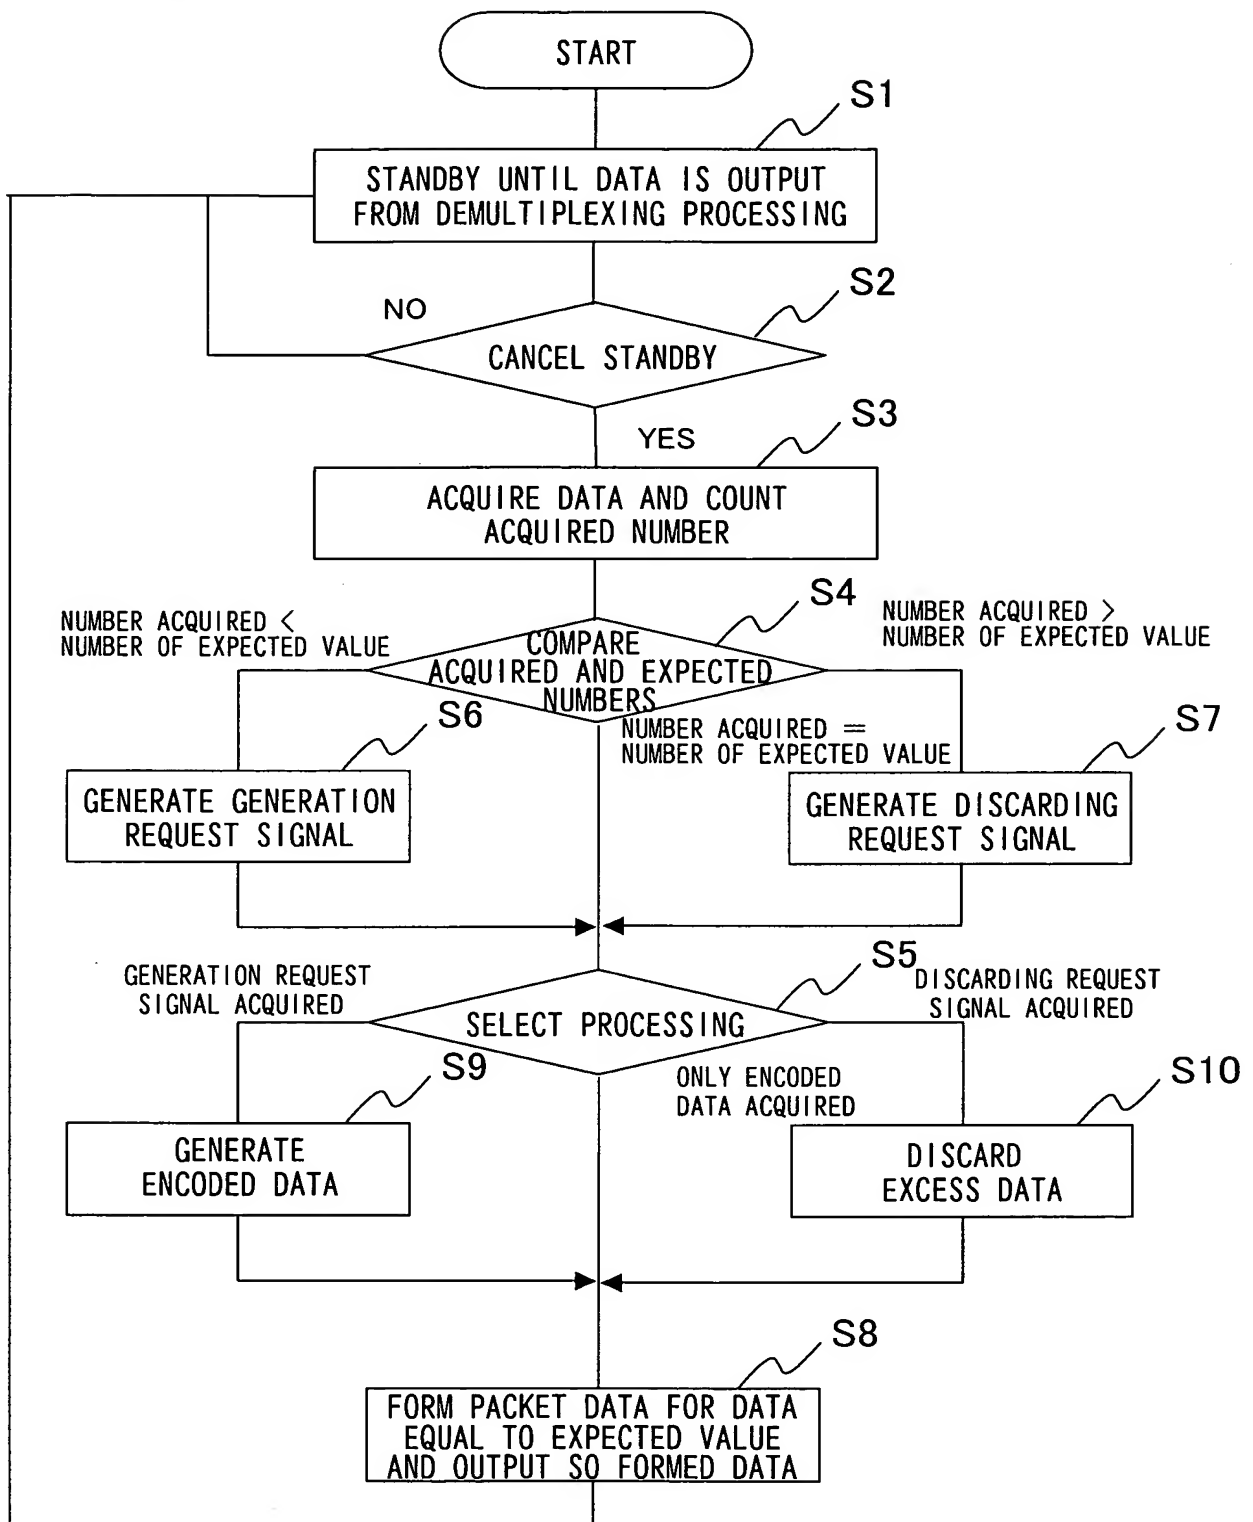 START
S1
STANDBY UNTIL DATA IS OUTPUT
FROM DEMULTIPLEXING PROCESSING
S2
NO
CANCEL STANDBY
S3
YES
ACQUIRE DATA AND COUNT
ACQUIRED NUMBER
S4
NUMBER ACQUIRED <
NUMBER OF EXPECTED VALUE
NUMBER ACQUIRED >
NUMBER OF EXPECTED VALUE
COMPARE
ACQUIRED AND EXPECTED
NUMBERS
S6
NUMBER ACQUIRED =
NUMBER OF EXPECTED VALUE
S7
GENERATE GENERATION
REQUEST SIGNAL
GENERATE DISCARDING
REQUEST SIGNAL
S5
GENERATION REQUEST
SIGNAL ACQUIRED
DISCARDING REQUEST
SIGNAL ACQUIRED
SELECT PROCESSING
S9
ONLY ENCODED
DATA ACQUIRED
S10
GENERATE
ENCODED DATA
DISCARD
EXCESS DATA
S8
FORM PACKET DATA FOR DATA
EQUAL TO EXPECTED VALUE
AND OUTPUT SO FORMED DATA